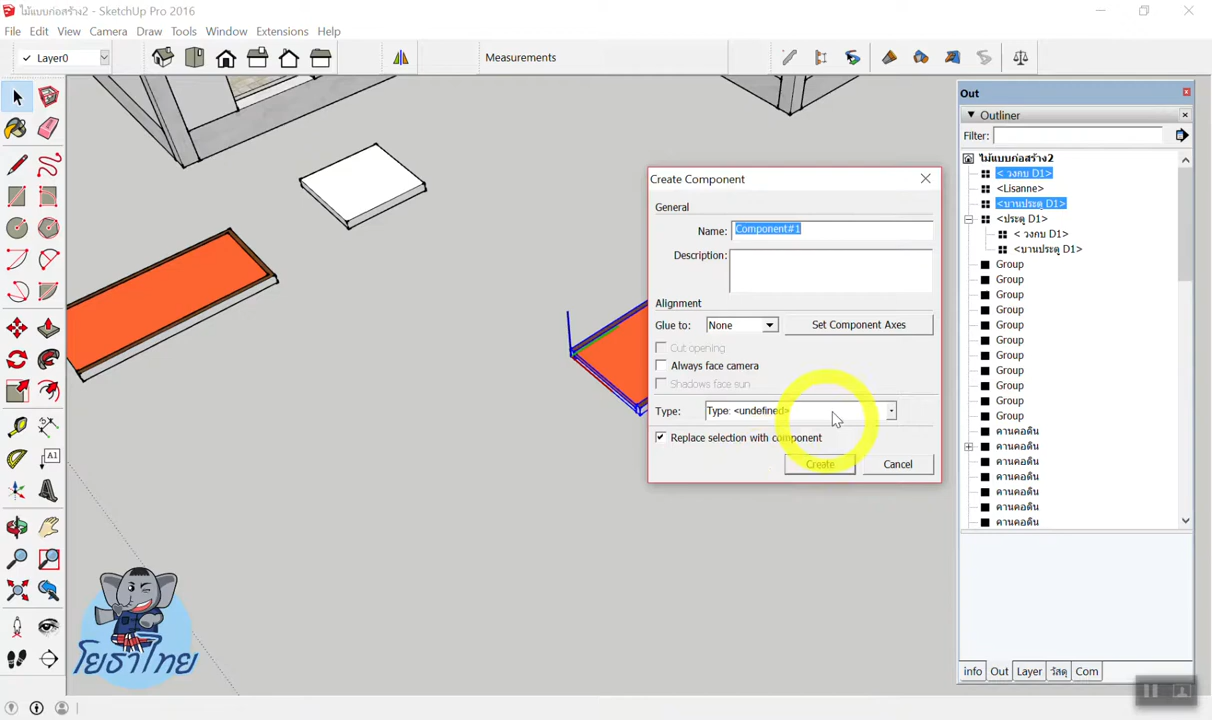 ไม้แบบก่อสร้าง2 - SketchUp Pro 2016
File Edit View Camera Draw Tools Window Extensions Help
Layer0
Measurements
Out
Outliner
Filter:
ไม้แบบก่อสร้าง2
< วงกบ D1>
<Lisanne>
<บานประตู D1>
<ประตู D1>
< วงกบ D1>
<บานประตู D1>
Group
Group
Group
Group
Group
Group
Group
Group
Group
Group
Group
คานคอดิน
คานคอดิน
คานคอดิน
คานคอดิน
คานคอดิน
คานคอดิน
คานคอดิน
info Out Layer วัสดุ Com
Create Component
General
Name: Component#1
Description:
Alignment
Glue to: None Set Component Axes
Cut opening
Always face camera
Shadows face sun
Type: Type: <undefined>
Replace selection with component
Create Cancel
A1
โยธาไทย